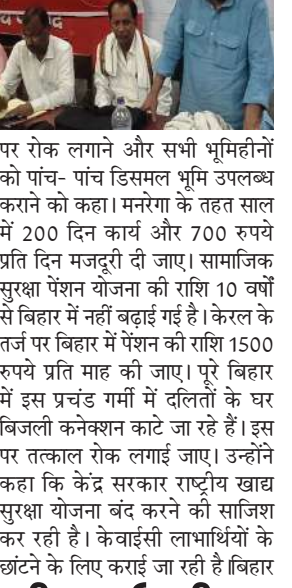 पर रोक लगाने और सभी भूमिहीनों
को पांच- पांच डिसमल भूमि उपलब्ध
कराने को कहा। मनरेगा के तहत साल
में 200 दिन कार्य और 700 रुपये
प्रति दिन मजदूरी दी जाए। सामाजिक
सुरक्षा पेंशन योजना की राशि 10 वर्षों
से बिहार में नहीं बढ़ाई गई है। केरल के
तर्ज पर बिहार में पेंशन की राशि 1500
रुपये प्रति माह की जाए। पूरे बिहार
में इस प्रचंड गर्मी में दलितों के घर
बिजली कनेक्शन काटे जा रहे हैं। इस
पर तत्काल रोक लगाई जाए। उन्होंने
कहा कि केंद्र सरकार राष्ट्रीय खाद्य
सुरक्षा योजना बंद करने की साजिश
कर रही है। केवाईसी लाभार्थियों के
छांटने के लिए कराई जा रही है।बिहार